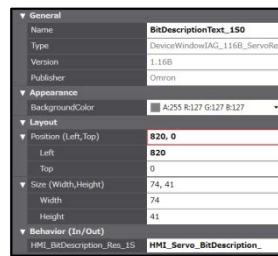 General
Name BitDescriptionText_1S0
Type DeviceWindowIAG_116B_ServoRe
Version 1.16B
Publisher Omron
Appearance
BackgroundColor A:255 R:127 G:127 B:127
Layout
Position (Left,Top) 820, 0
Left 820
Top 0
Size (Width,Height) 74, 41
Width 74
Height 41
Behavior (In/Out)
HMI_BitDescription_Res_1S HMI_Servo_BitDescription_